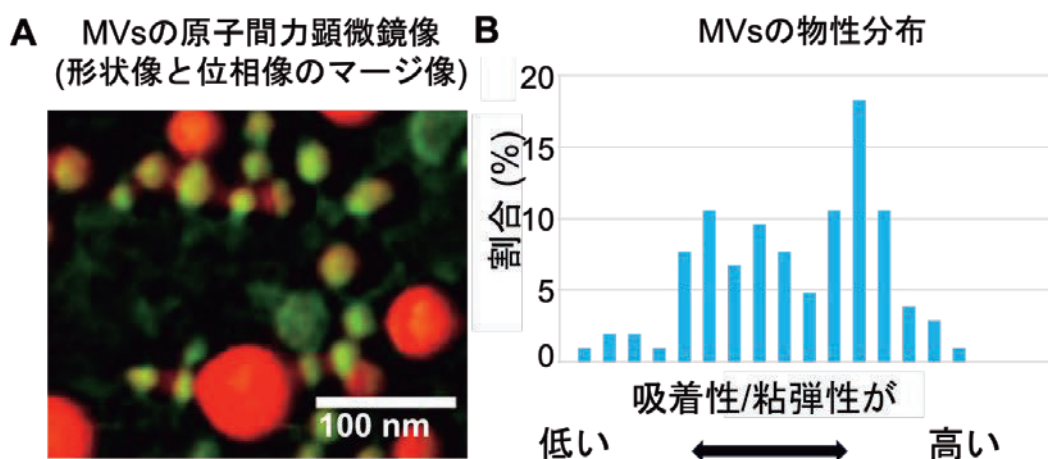 A MVsの原子間力顕微鏡像
(形状像と位相像のマージ像)
100 nm
B MVsの物性分布
割合 (%)
20
15
10
5
0
吸着性/粘弾性が
低い 高い